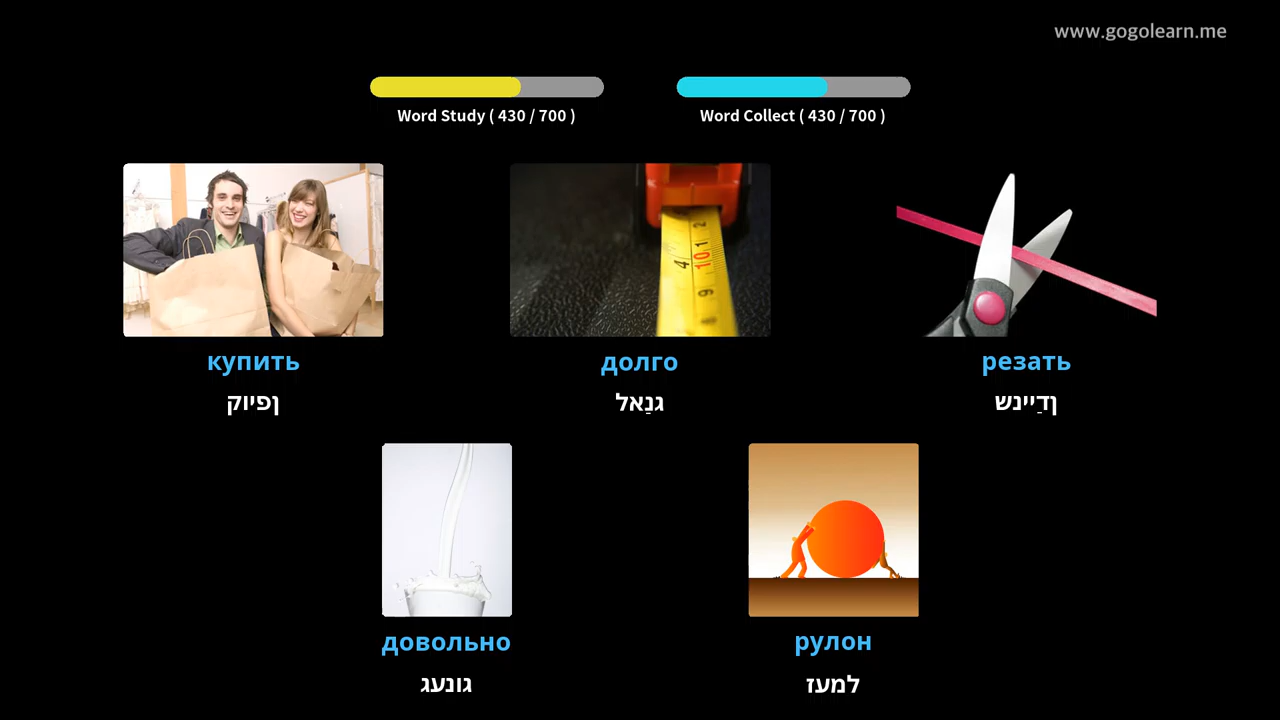 www.gogolearn.me
Word Study ( 430 / 700 )
Word Collect ( 430 / 700 )
купить
קויפן
долго
לאַנג
резать
שנייַדן
довольно
גענוג
рулон
זעמל